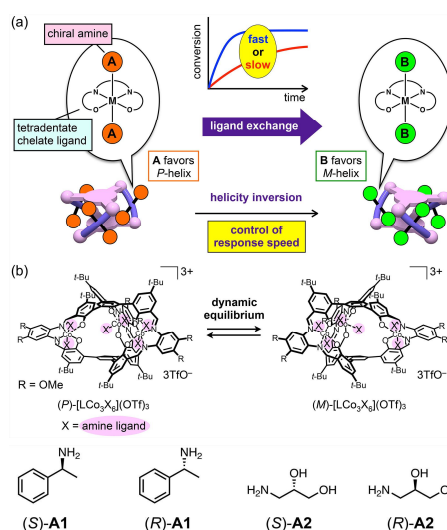 (a)
chiral amine
A
N N
M
O O
A
tetradentate
chelate ligand
A favors
P-helix
conversion
fast
or
slow
time
ligand exchange
helicity inversion
control of
response speed
B
N N
M
O O
B
B favors
M-helix
(b)
3+
t-Bu
R = OMe
3TfO–
(P)-[LCo3X6](OTf)3
X = amine ligand
dynamic
equilibrium
3+
t-Bu
3TfO–
(M)-[LCo3X6](OTf)3
NH2
NH2
OH
H2N
OH
OH
H2N
(S)-A1
(R)-A1
(S)-A2
(R)-A2